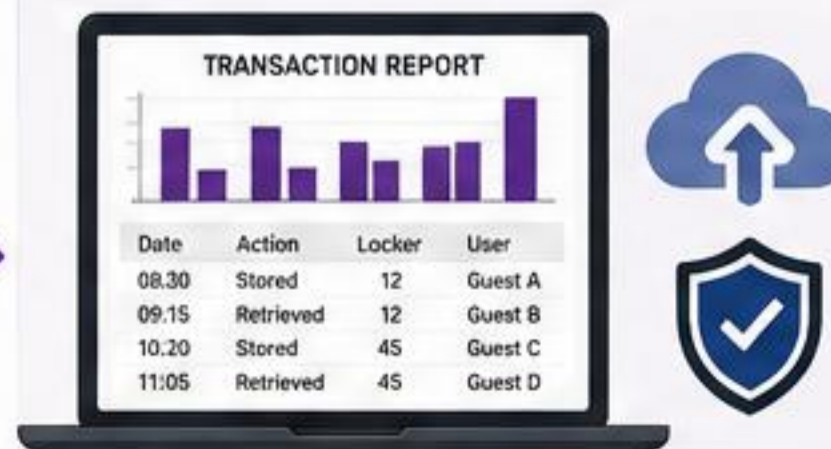 TRANSACTION REPORT
Date Action Locker User
08.30 Stored 12 Guest A
09.15 Retrieved 12 Guest B
10.20 Stored 45 Guest C
11:05 Retrieved 45 Guest D